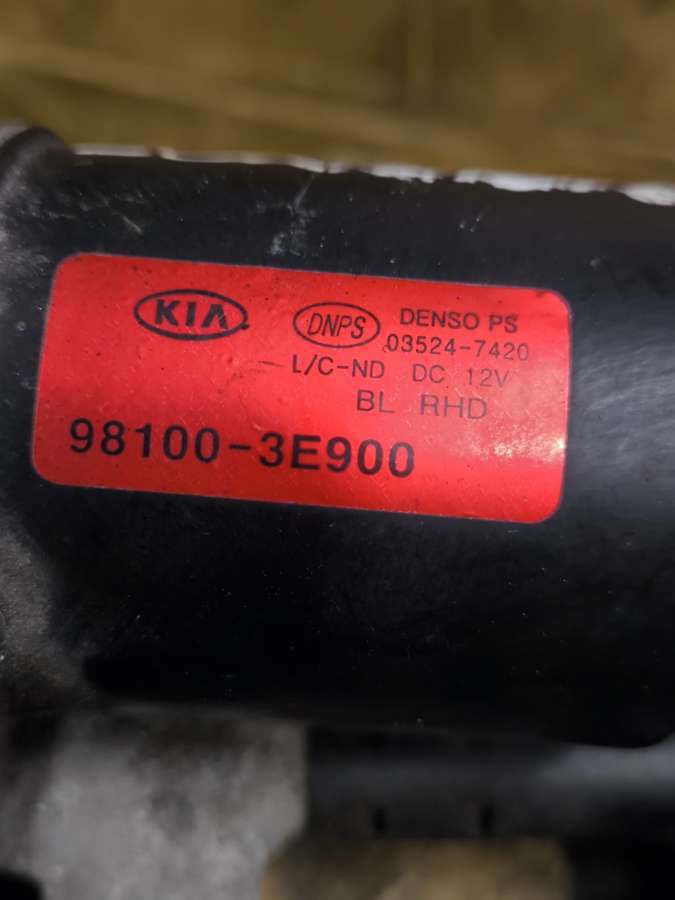 KIA DNPS DENSO PS
03524-7420
L/C-ND DC 12V
BL RHD
98100-3E900